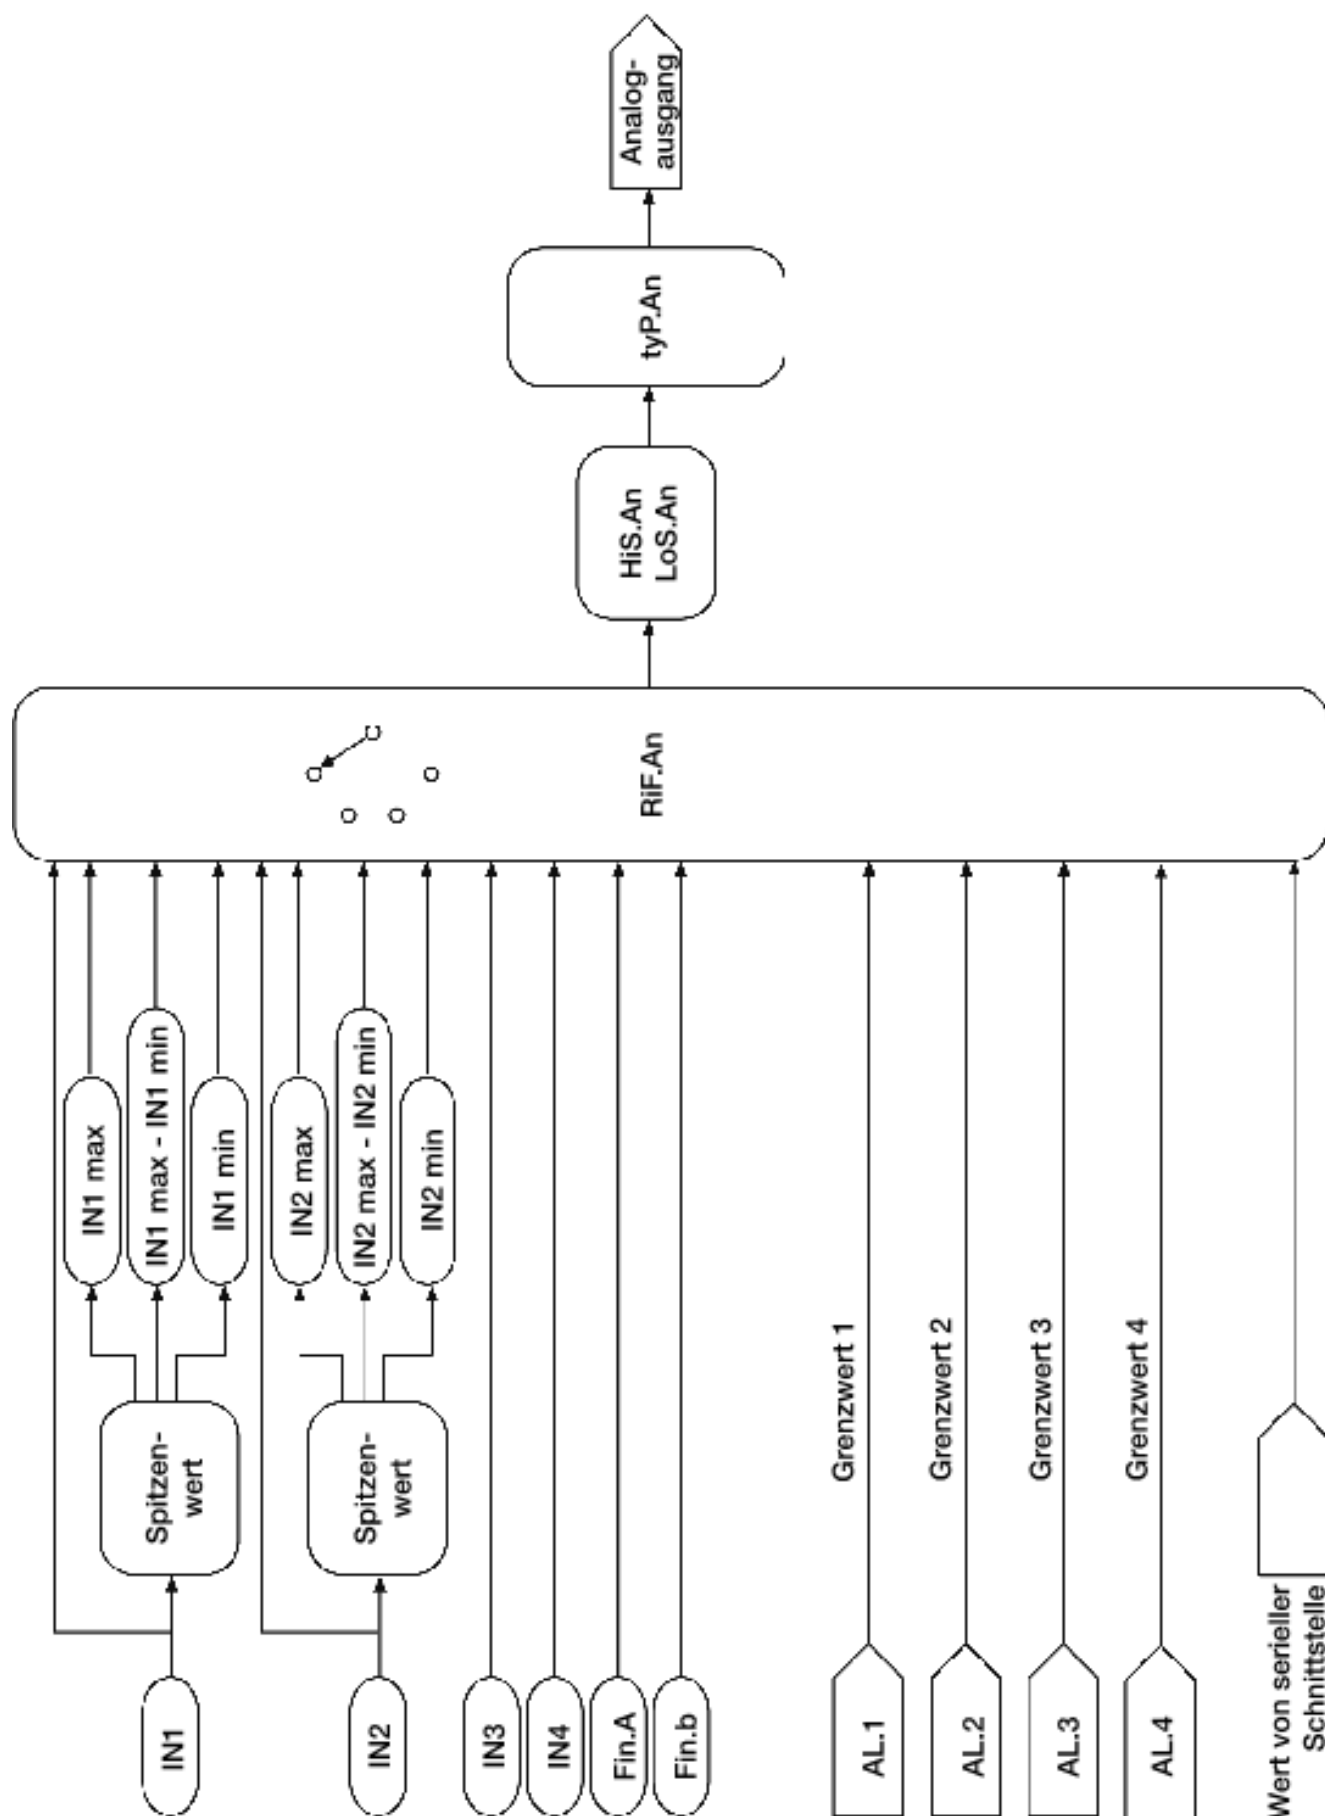 IN1
Spitzen-
wert
IN1 max
IN1 max - IN1 min
IN1 min
IN2
Spitzen-
wert
IN2 max
IN2 max - IN2 min
IN2 min
IN3
IN4
Fin.A
Fin.b
AL.1
Grenzwert 1
AL.2
Grenzwert 2
AL.3
Grenzwert 3
AL.4
Grenzwert 4
Wert von serieller
Schnittstelle
RiF.An
HiS.An
LoS.An
tyP.An
Analog-
ausgang